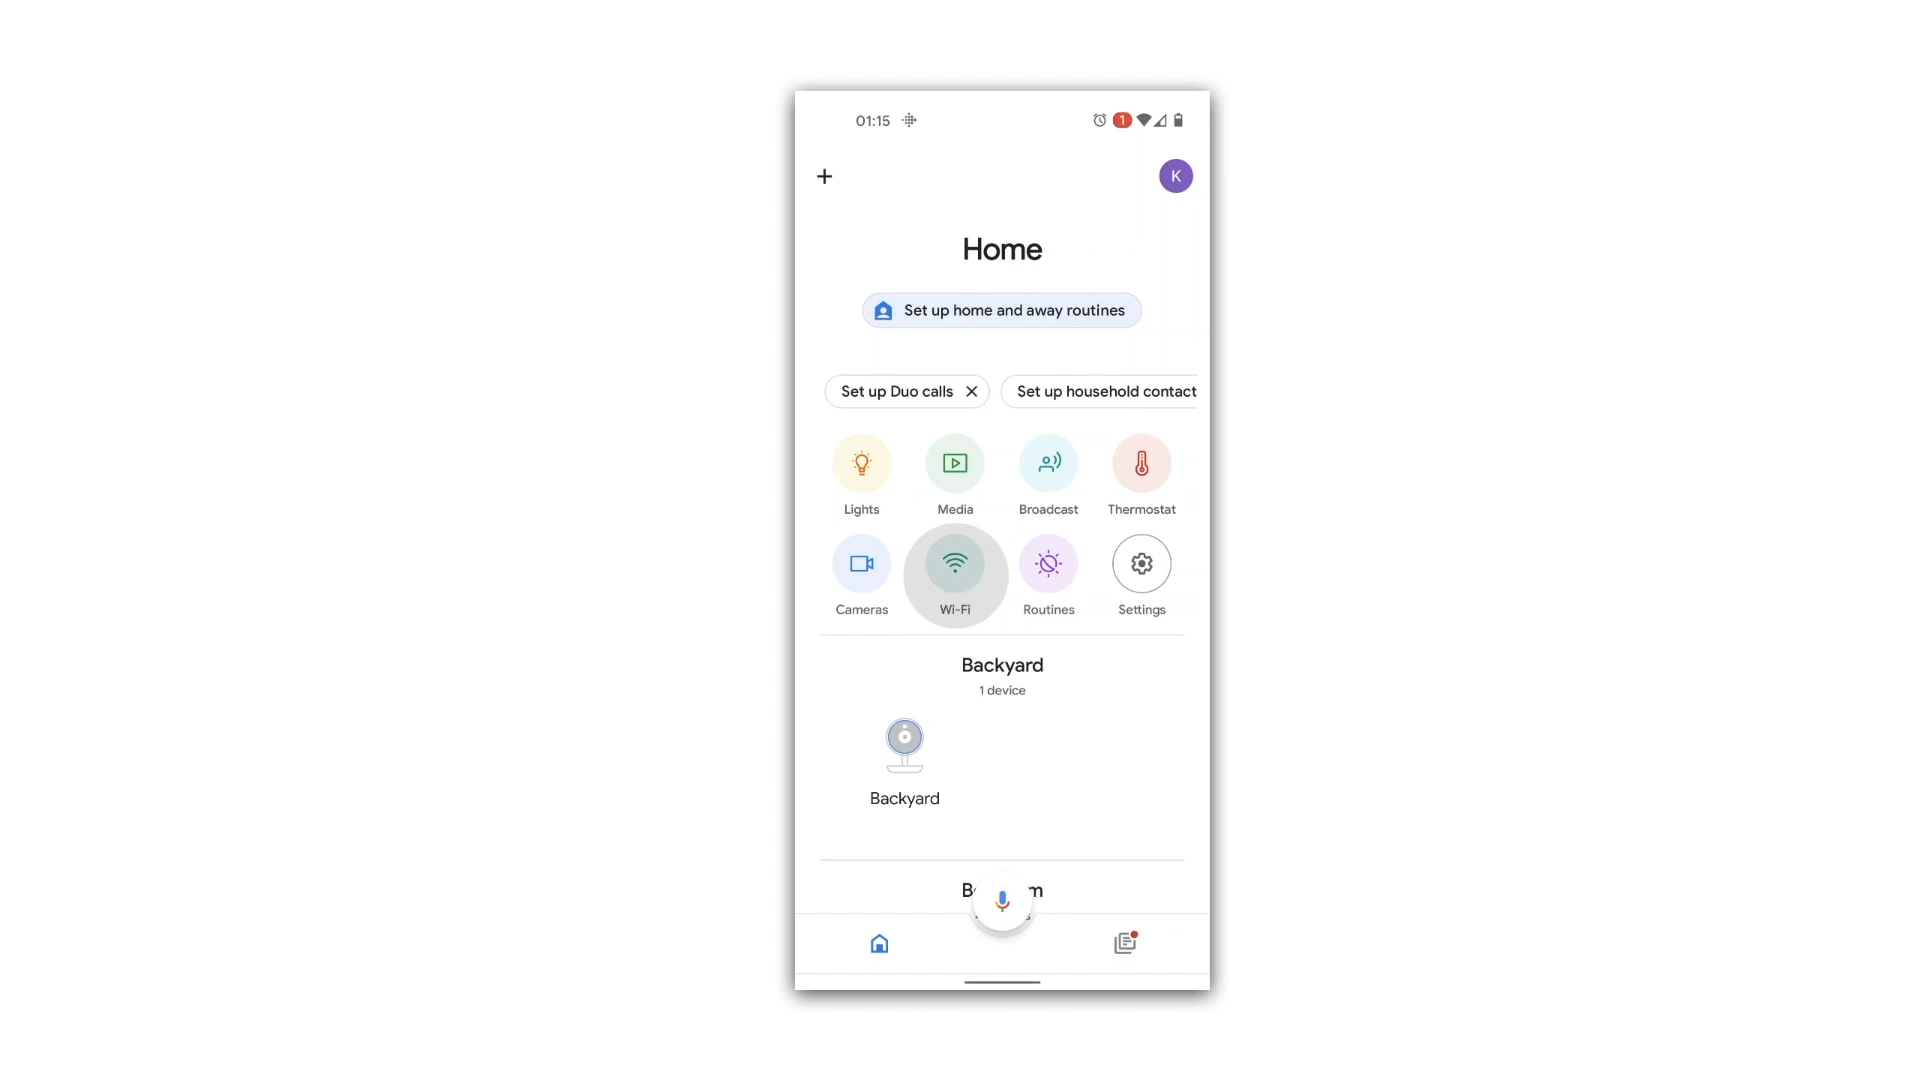 01:15
1
K
Home
Set up home and away routines
Set up Duo calls
Set up household contact
Lights
Media
Broadcast
Thermostat
Cameras
Wi-Fi
Routines
Settings
Backyard
1 device
Backyard